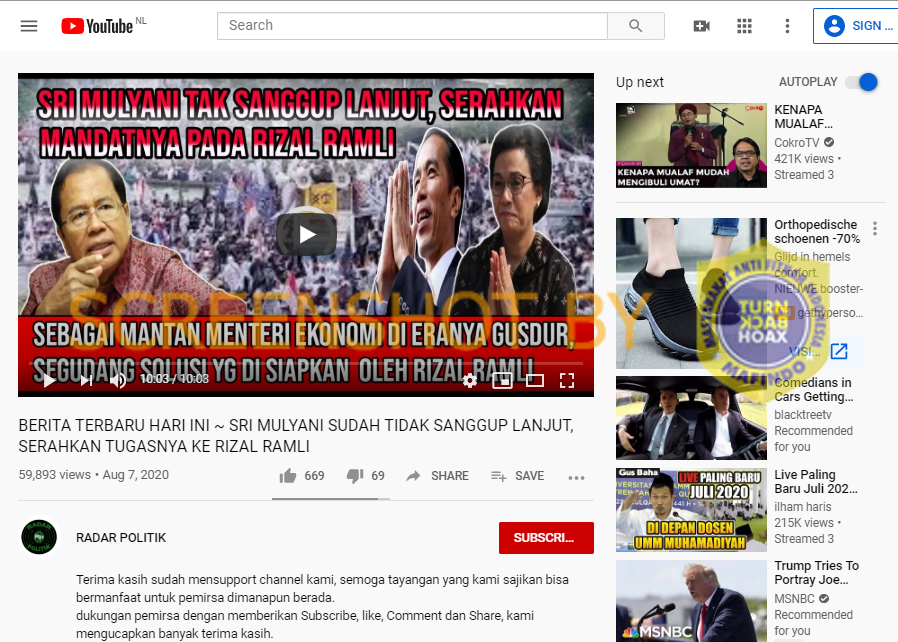 YouTube NL
Search
SIGN ...
SRI MULYANI TAK SANGGUP LANJUT, SERAHKAN
MANDATNYA PADA RIZAL RAMLI
SCREENSHOT BY
SEBAGAI MANTAN MENTERI EKONOMI DI ERANYA GUSDUR,
SEGUDANG SOLUSI YG DI SIAPKAN OLEH RIZAL RAMLI
10:03 / 10:03
BERITA TERBARU HARI INI ~ SRI MULYANI SUDAH TIDAK SANGGUP LANJUT,
SERAHKAN TUGASNYA KE RIZAL RAMLI
59,893 views • Aug 7, 2020
669
69
SHARE
SAVE
RADAR POLITIK
RADAR POLITIK
SUBSCRI...
Terima kasih sudah mensupport channel kami, semoga tayangan yang kami sajikan bisa
bermanfaat untuk pemirsa dimanapun berada.
dukungan pemirsa dengan memberikan Subscribe, like, Comment dan Share, kami
mengucapkan banyak terima kasih.
Up next
AUTOPLAY
KENAPA MUALAF MUDAH
MENGIBULI UMAT?
KENAPA
MUALAF...
CokroTV
421K views •
Streamed 3
Orthopedische
schoenen -70%
Glijd in hemels
comfort.
NIEUWE booster-
gethyperso...
VISI...
TURN
BACK
HOAX
MAFINDO
Comedians in
Cars Getting...
blacktreetv
Recommended
for you
Gus Baha
LIVE PALING BARU
JULI 2020
DI DEPAN DOSEN
UMM MUHAMADIYAH
Live Paling
Baru Juli 202...
ilham haris
215K views •
Streamed 3
MSNBC
Trump Tries To
Portray Joe...
MSNBC
Recommended
for you